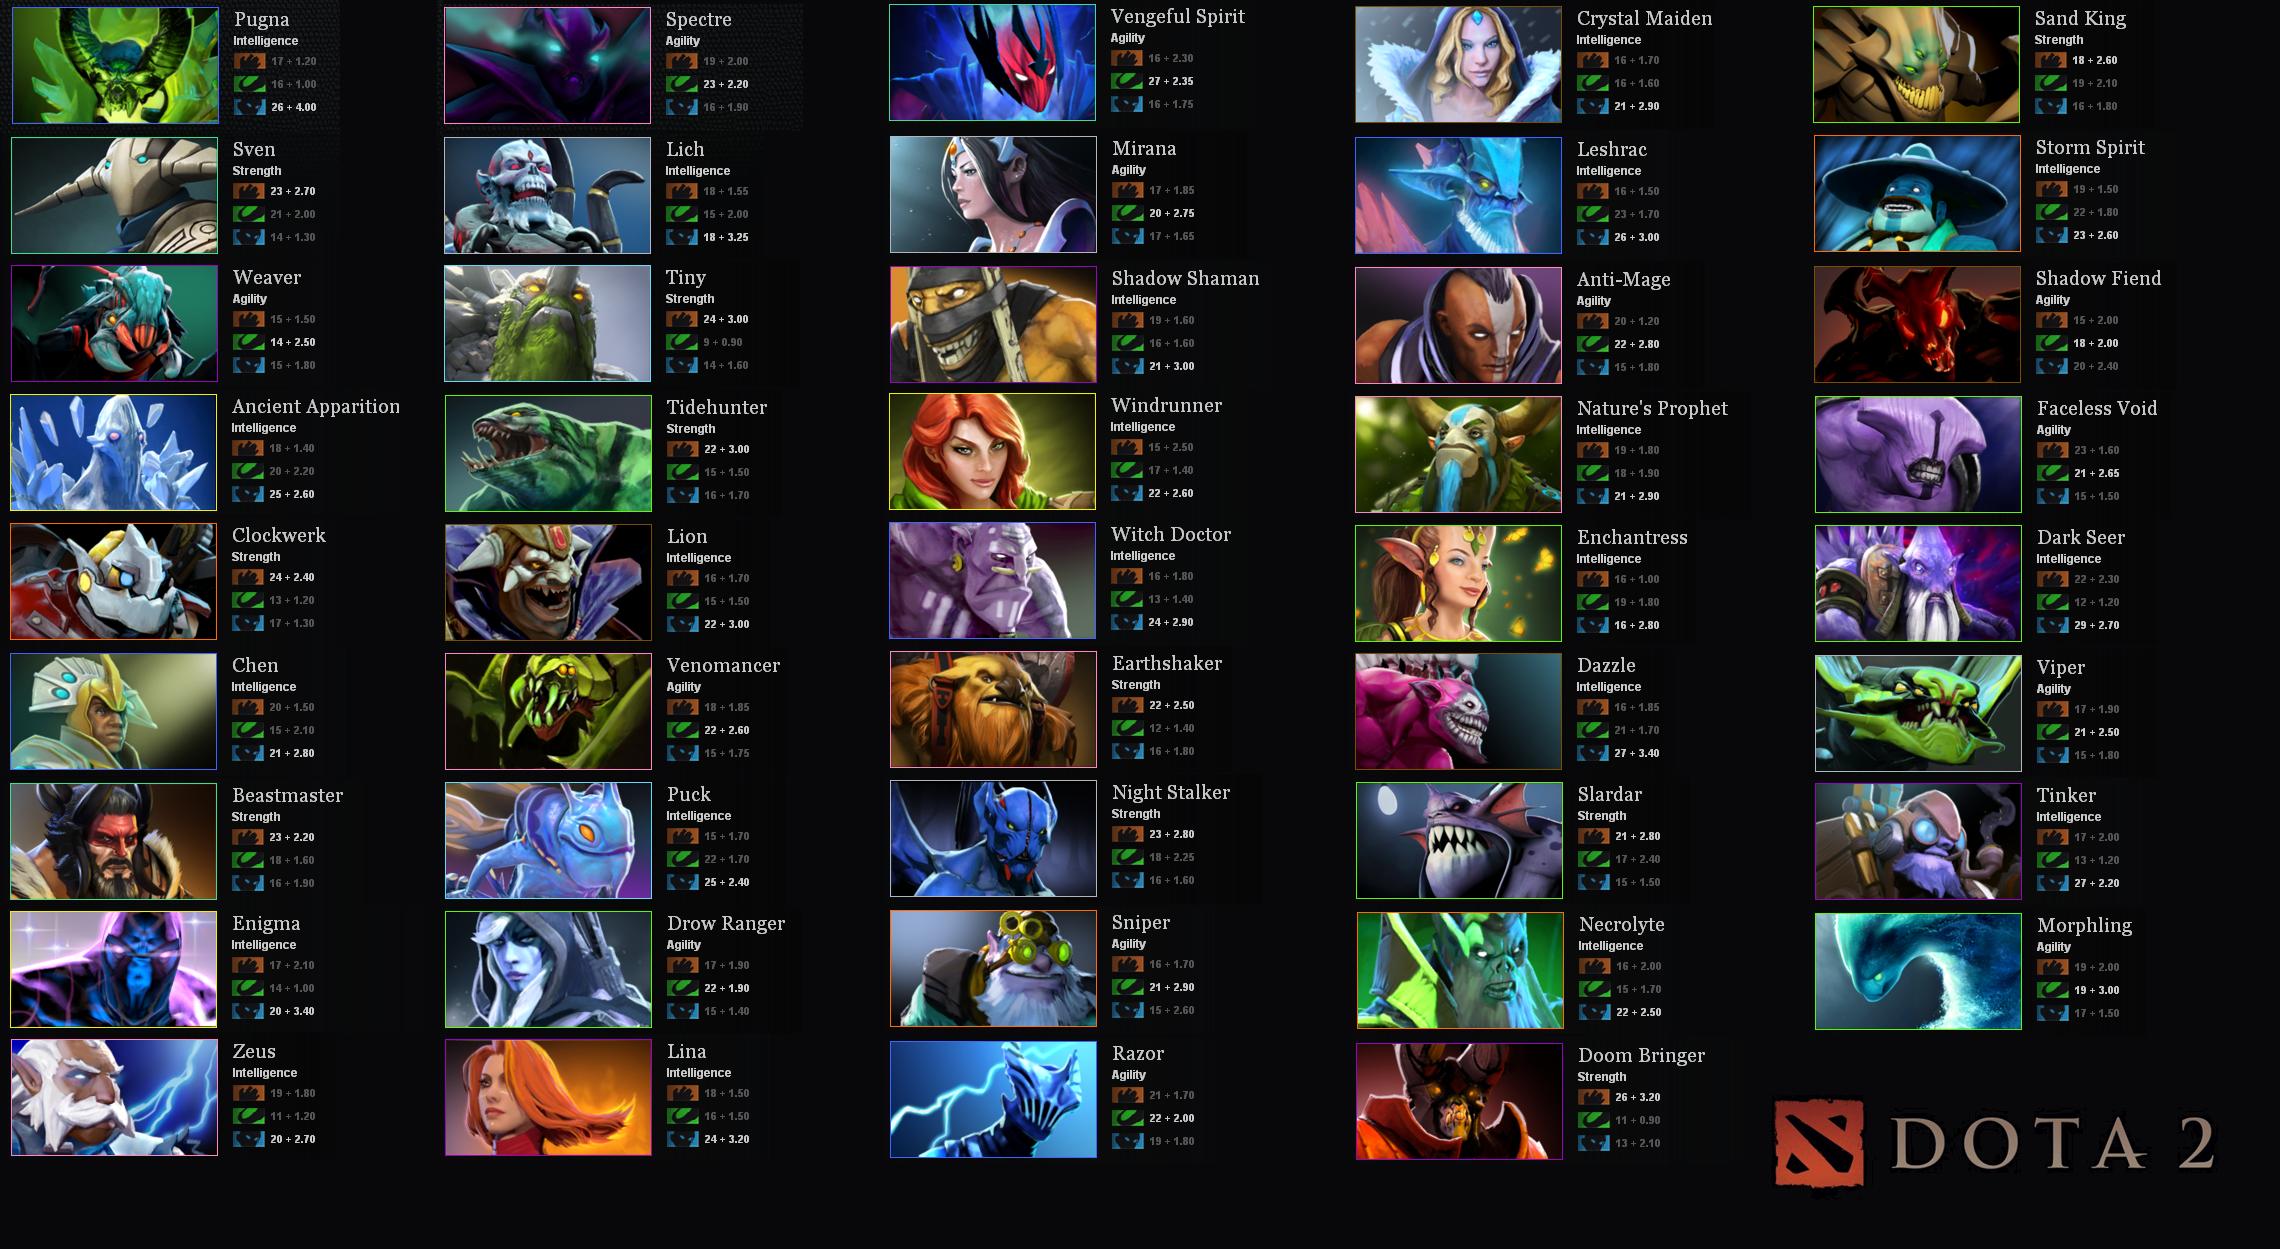 Pugna
Intelligence
17 + 1.20
16 + 1.00
26 + 4.00
Sven
Strength
23 + 2.70
21 + 2.00
14 + 1.30
Weaver
Agility
15 + 1.50
14 + 2.50
15 + 1.80
Ancient Apparition
Intelligence
18 + 1.40
20 + 2.20
25 + 2.60
Clockwerk
Strength
24 + 2.40
13 + 1.20
17 + 1.30
Chen
Intelligence
20 + 1.50
15 + 2.10
21 + 2.80
Beastmaster
Strength
23 + 2.20
18 + 1.60
16 + 1.90
Enigma
Intelligence
17 + 2.10
14 + 1.00
20 + 3.40
Zeus
Intelligence
19 + 1.80
11 + 1.20
20 + 2.70
Spectre
Agility
19 + 2.00
23 + 2.20
16 + 1.90
Lich
Intelligence
18 + 1.55
15 + 2.00
18 + 3.25
Tiny
Strength
24 + 3.00
9 + 0.90
14 + 1.60
Tidehunter
Strength
22 + 3.00
15 + 1.50
16 + 1.70
Lion
Intelligence
16 + 1.70
15 + 1.50
22 + 3.00
Venomancer
Agility
18 + 1.85
22 + 2.60
15 + 1.75
Puck
Intelligence
15 + 1.70
22 + 1.70
25 + 2.40
Drow Ranger
Agility
17 + 1.90
22 + 1.90
15 + 1.40
Lina
Intelligence
18 + 1.50
16 + 1.50
24 + 3.20
Vengeful Spirit
Agility
16 + 2.30
27 + 2.35
16 + 1.75
Mirana
Agility
17 + 1.85
20 + 2.75
17 + 1.65
Shadow Shaman
Intelligence
19 + 1.60
16 + 1.60
21 + 3.00
Windrunner
Intelligence
15 + 2.50
17 + 1.40
22 + 2.60
Witch Doctor
Intelligence
16 + 1.80
13 + 1.40
24 + 2.90
Earthshaker
Strength
22 + 2.50
12 + 1.40
16 + 1.80
Night Stalker
Strength
23 + 2.80
18 + 2.25
16 + 1.60
Sniper
Agility
16 + 1.70
21 + 2.90
15 + 2.60
Razor
Agility
21 + 1.70
22 + 2.00
19 + 1.80
Crystal Maiden
Intelligence
16 + 1.70
16 + 1.60
21 + 2.90
Leshrac
Intelligence
16 + 1.50
23 + 1.70
26 + 3.00
Anti-Mage
Agility
20 + 1.20
22 + 2.80
15 + 1.80
Nature's Prophet
Intelligence
19 + 1.80
18 + 1.90
21 + 2.90
Enchantress
Intelligence
16 + 1.00
19 + 1.80
16 + 2.80
Dazzle
Intelligence
16 + 1.85
21 + 1.70
27 + 3.40
Slardar
Strength
21 + 2.80
17 + 2.40
15 + 1.50
Necrolyte
Intelligence
16 + 2.00
15 + 1.70
22 + 2.50
Doom Bringer
Strength
26 + 3.20
11 + 0.90
13 + 2.10
Sand King
Strength
18 + 2.60
19 + 2.10
16 + 1.80
Storm Spirit
Intelligence
19 + 1.50
22 + 1.80
23 + 2.60
Shadow Fiend
Agility
15 + 2.00
18 + 2.00
20 + 2.40
Faceless Void
Agility
23 + 1.60
21 + 2.65
15 + 1.50
Dark Seer
Intelligence
22 + 2.30
12 + 1.20
29 + 2.70
Viper
Agility
17 + 1.90
21 + 2.50
15 + 1.80
Tinker
Intelligence
17 + 2.00
13 + 1.20
27 + 2.20
Morphling
Agility
19 + 2.00
19 + 3.00
17 + 1.50
DOTA 2